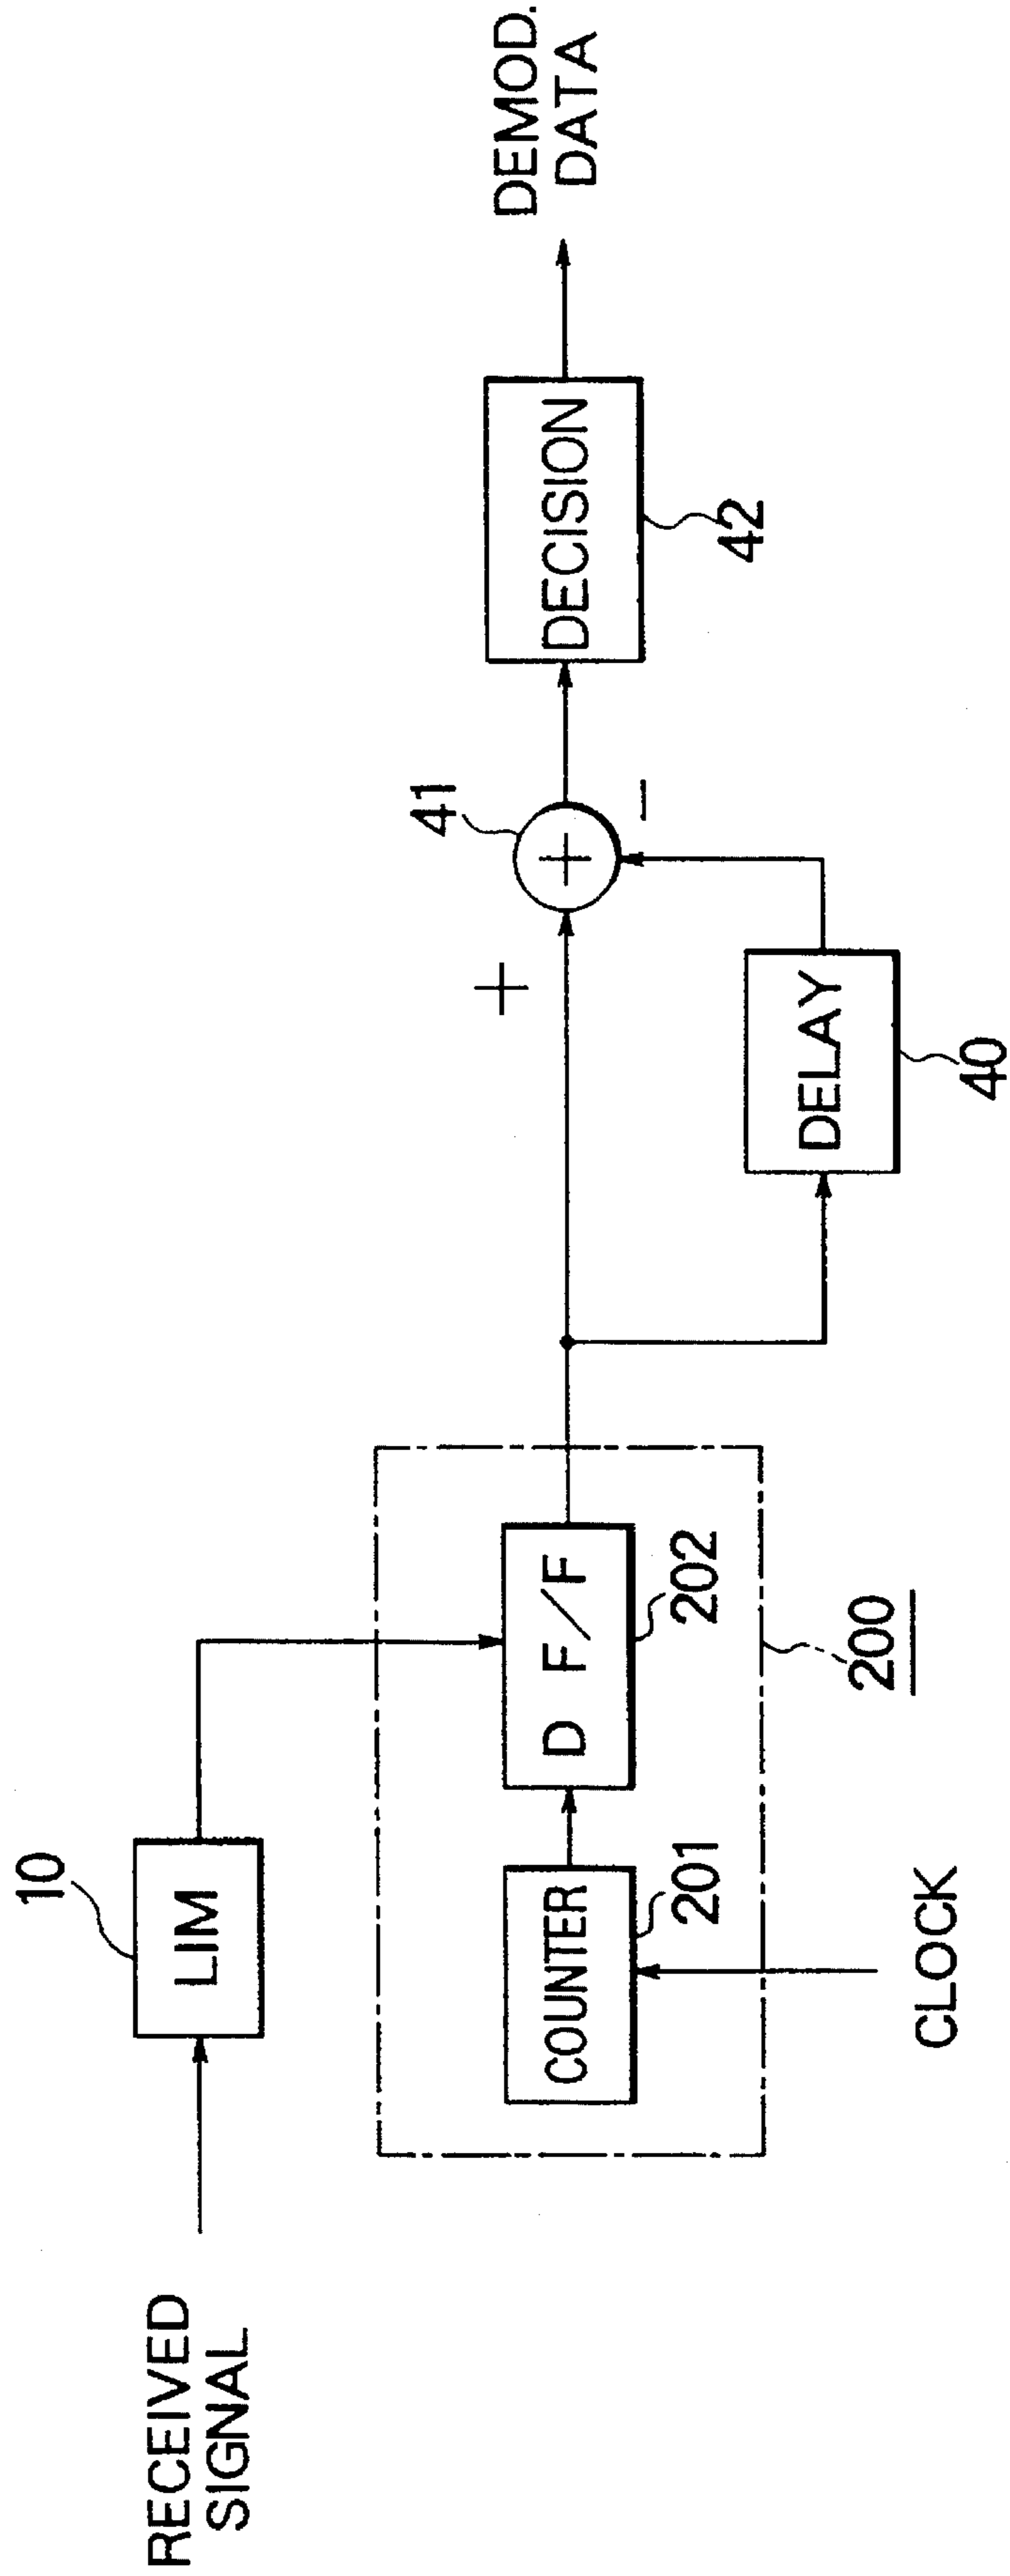 RECEIVED
SIGNAL
10
LIM
COUNTER
201
CLOCK
D F/F
202
200
DELAY
40
+
41
+
−
DECISION
42
DEMOD.
DATA